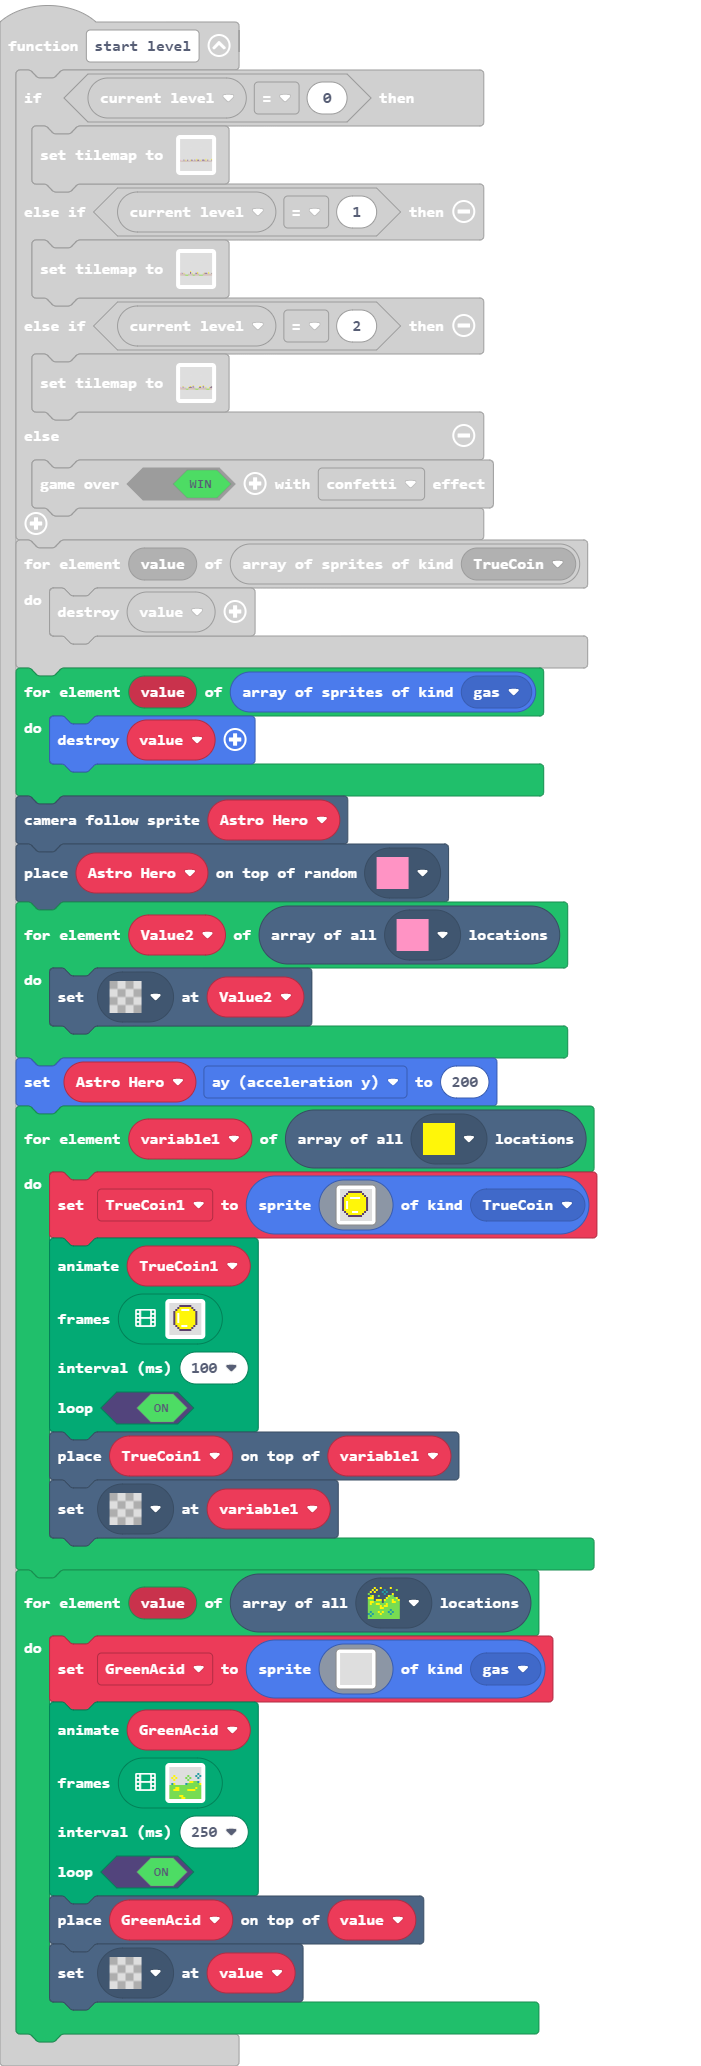 function start level
if current level = 0 then
set tilemap to
else if current level = 1 then
set tilemap to
else if current level = 2 then
set tilemap to
else
game over WIN with confetti effect
for element value of array of sprites of kind TrueCoin
do
destroy value
for element value of array of sprites of kind gas
do
destroy value
camera follow sprite Astro Hero
place Astro Hero on top of random
for element Value2 of array of all locations
do
set at Value2
set Astro Hero ay (acceleration y) to 200
for element variable1 of array of all locations
do
set TrueCoin1 to sprite of kind TrueCoin
animate TrueCoin1
frames
interval (ms) 100
loop ON
place TrueCoin1 on top of variable1
set at variable1
for element value of array of all locations
do
set GreenAcid to sprite of kind gas
animate GreenAcid
frames
interval (ms) 250
loop ON
place GreenAcid on top of value
set at value